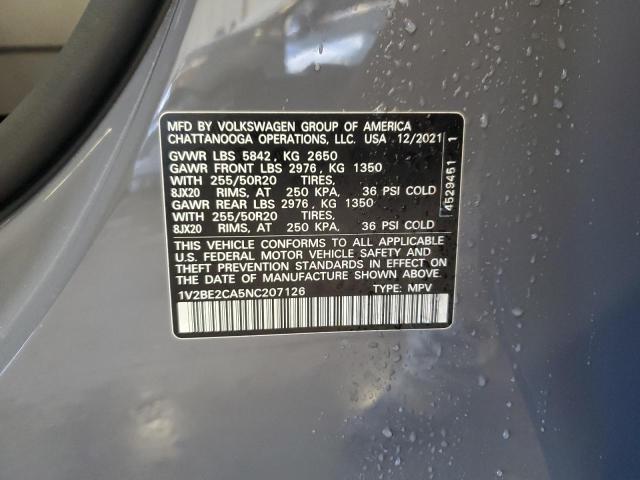 MFD BY VOLKSWAGEN GROUP OF AMERICA
CHATTANOOGA OPERATIONS, LLC. USA 12/2021
GVWR LBS 5842, KG 2650
GAWR FRONT LBS 2976, KG 1350
WITH 255/50R20 TIRES,
8JX20 RIMS, AT 250 KPA, 36 PSI COLD
GAWR REAR LBS 2976, KG 1350
WITH 255/50R20 TIRES,
8JX20 RIMS, AT 250 KPA, 36 PSI COLD
THIS VEHICLE CONFORMS TO ALL APPLICABLE
U.S. FEDERAL MOTOR VEHICLE SAFETY AND
THEFT PREVENTION STANDARDS IN EFFECT ON
THE DATE OF MANUFACTURE SHOWN ABOVE.
1V2BE2CA5NC207126 TYPE: MPV
4529451 1